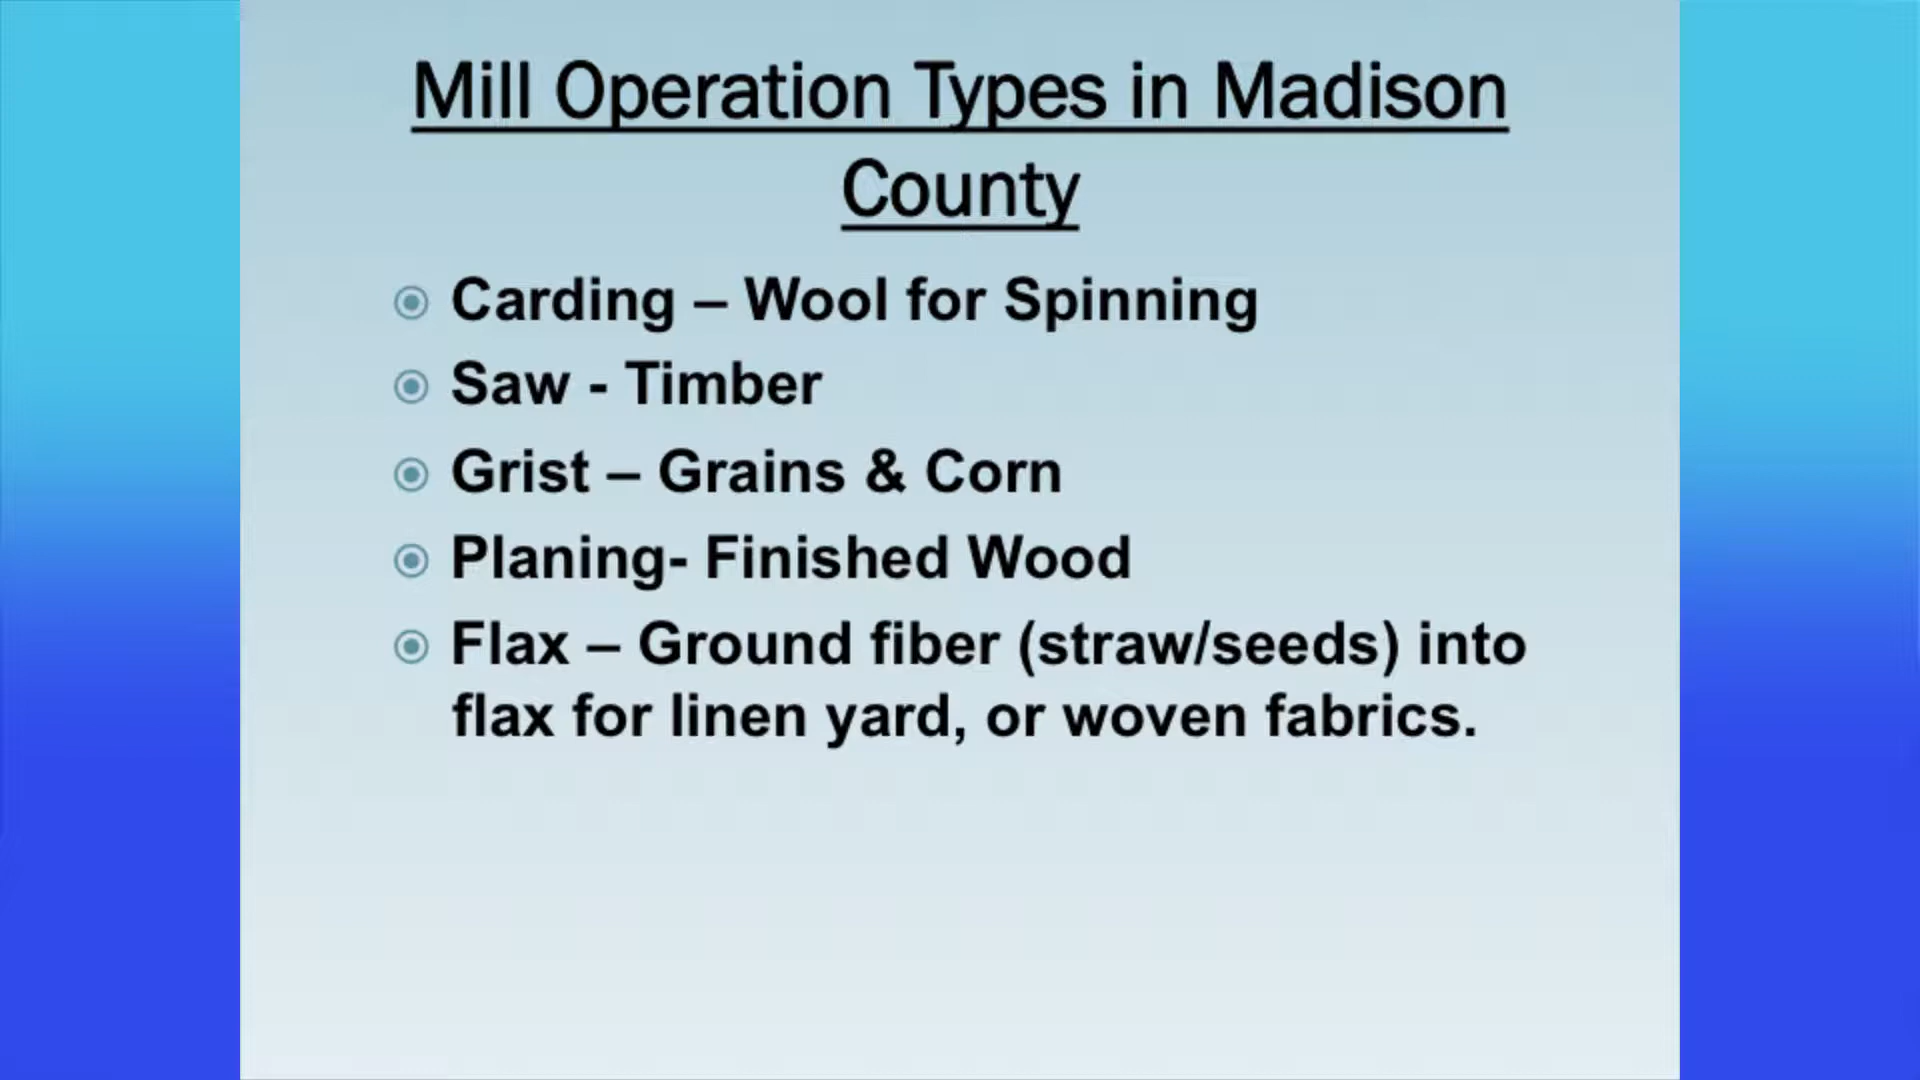 Mill Operation Types in Madison
County
Carding – Wool for Spinning
Saw - Timber
Grist – Grains & Corn
Planing- Finished Wood
Flax – Ground fiber (straw/seeds) into
flax for linen yard, or woven fabrics.